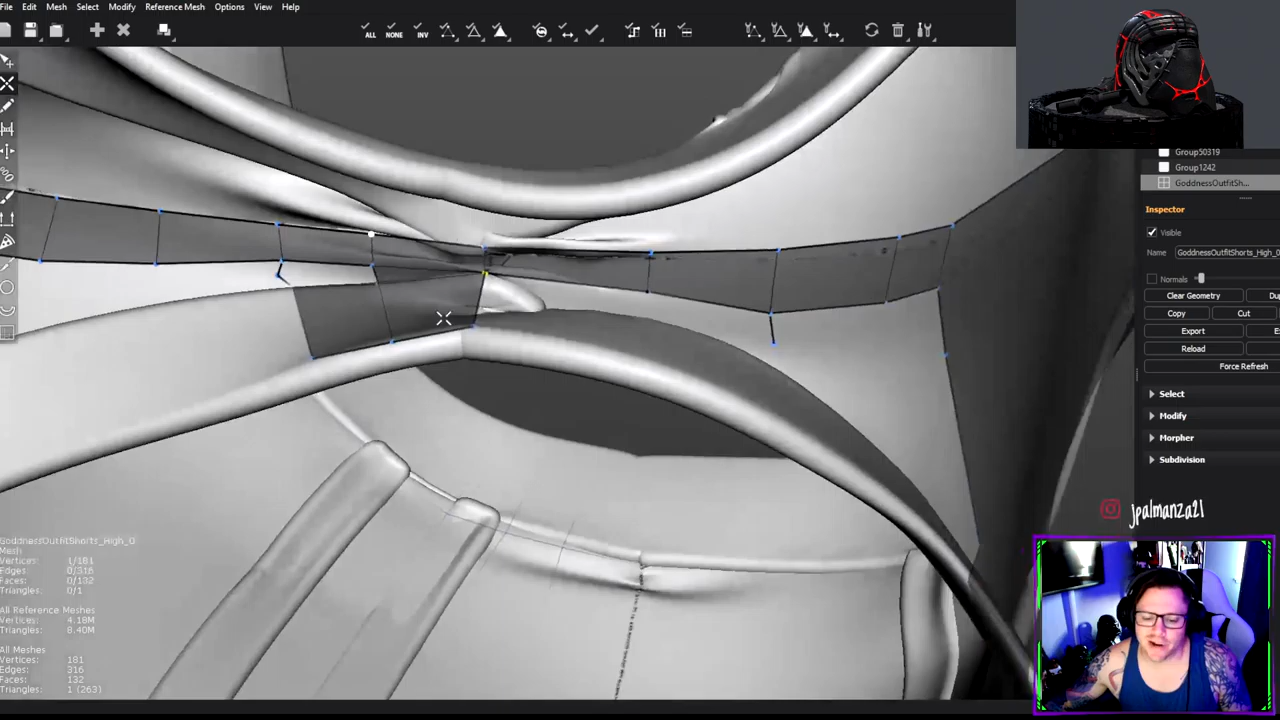 File Edit Mesh Select Modify Reference Mesh Options View Help
ALL NONE INV
Group50319
Group1242
GoddnessOutfitSh...
Inspector
Visible
Name GoddnessOutfitShorts_High_0
Normals
Clear Geometry
Copy Cut
Export
Reload
Force Refresh
Select
Modify
Morpher
Subdivision
jpalmanza21
GoddnessOutfitShorts_High_0
Mesh
Vertices: 1/181
Edges: 0/316
Faces: 0/132
Triangles: 0/1
All Reference Meshes
Vertices: 4.18M
Triangles: 8.40M
All Meshes
Vertices: 181
Edges: 316
Faces: 132
Triangles: 1 (263)